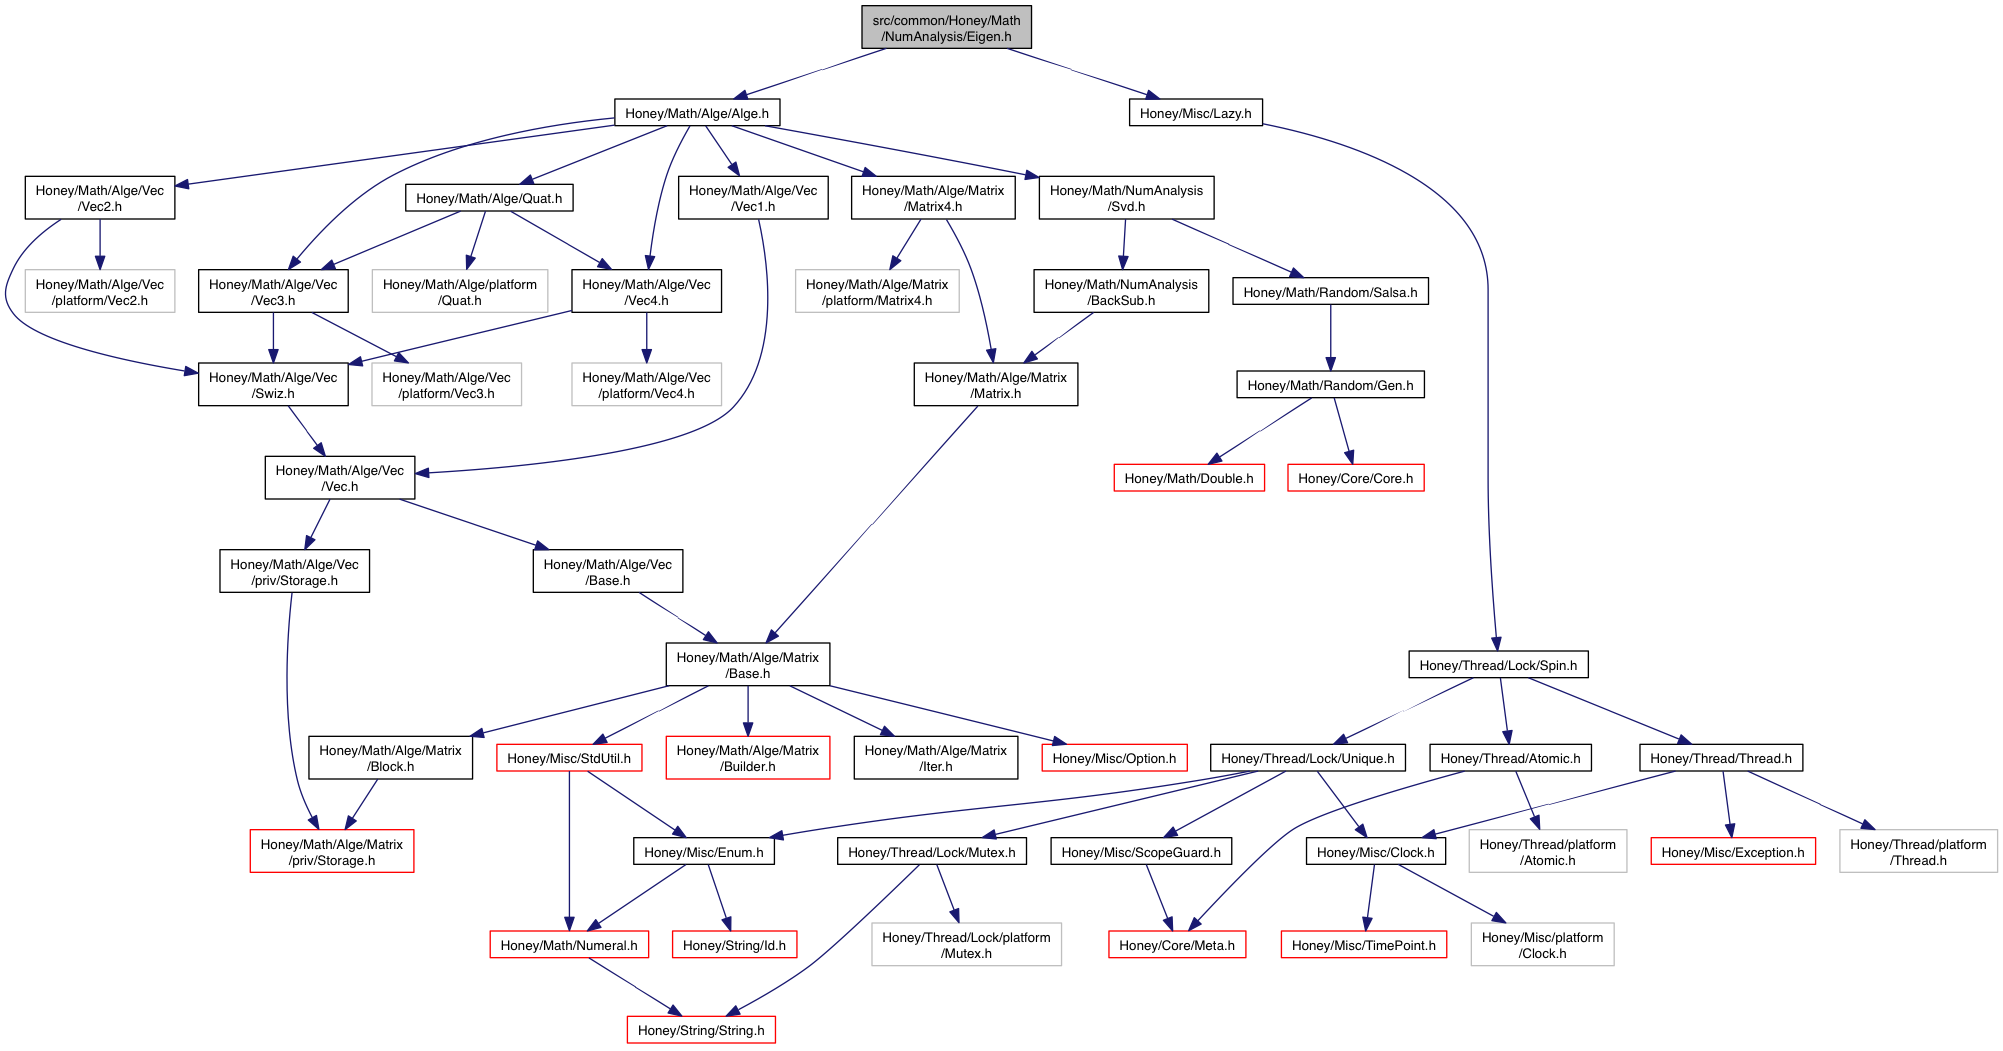 src/common/Honey/Math
/NumAnalysis/Eigen.h
Honey/Math/Alge/Alge.h
Honey/Misc/Lazy.h
Honey/Math/Alge/Vec
/Vec2.h
Honey/Math/Alge/Quat.h
Honey/Math/Alge/Vec
/Vec1.h
Honey/Math/Alge/Matrix
/Matrix4.h
Honey/Math/NumAnalysis
/Svd.h
Honey/Math/Alge/Vec
/platform/Vec2.h
Honey/Math/Alge/Vec
/Vec3.h
Honey/Math/Alge/platform
/Quat.h
Honey/Math/Alge/Vec
/Vec4.h
Honey/Math/Alge/Matrix
/platform/Matrix4.h
Honey/Math/NumAnalysis
/BackSub.h
Honey/Math/Random/Salsa.h
Honey/Math/Alge/Vec
/Swiz.h
Honey/Math/Alge/Vec
/platform/Vec3.h
Honey/Math/Alge/Vec
/platform/Vec4.h
Honey/Math/Alge/Matrix
/Matrix.h
Honey/Math/Random/Gen.h
Honey/Math/Alge/Vec
/Vec.h
Honey/Math/Double.h
Honey/Core/Core.h
Honey/Math/Alge/Vec
/priv/Storage.h
Honey/Math/Alge/Vec
/Base.h
Honey/Math/Alge/Matrix
/Base.h
Honey/Thread/Lock/Spin.h
Honey/Math/Alge/Matrix
/Block.h
Honey/Misc/StdUtil.h
Honey/Math/Alge/Matrix
/Builder.h
Honey/Math/Alge/Matrix
/Iter.h
Honey/Misc/Option.h
Honey/Thread/Lock/Unique.h
Honey/Thread/Atomic.h
Honey/Thread/Thread.h
Honey/Math/Alge/Matrix
/priv/Storage.h
Honey/Misc/Enum.h
Honey/Thread/Lock/Mutex.h
Honey/Misc/ScopeGuard.h
Honey/Misc/Clock.h
Honey/Thread/platform
/Atomic.h
Honey/Misc/Exception.h
Honey/Thread/platform
/Thread.h
Honey/Math/Numeral.h
Honey/String/Id.h
Honey/Thread/Lock/platform
/Mutex.h
Honey/Core/Meta.h
Honey/Misc/TimePoint.h
Honey/Misc/platform
/Clock.h
Honey/String/String.h